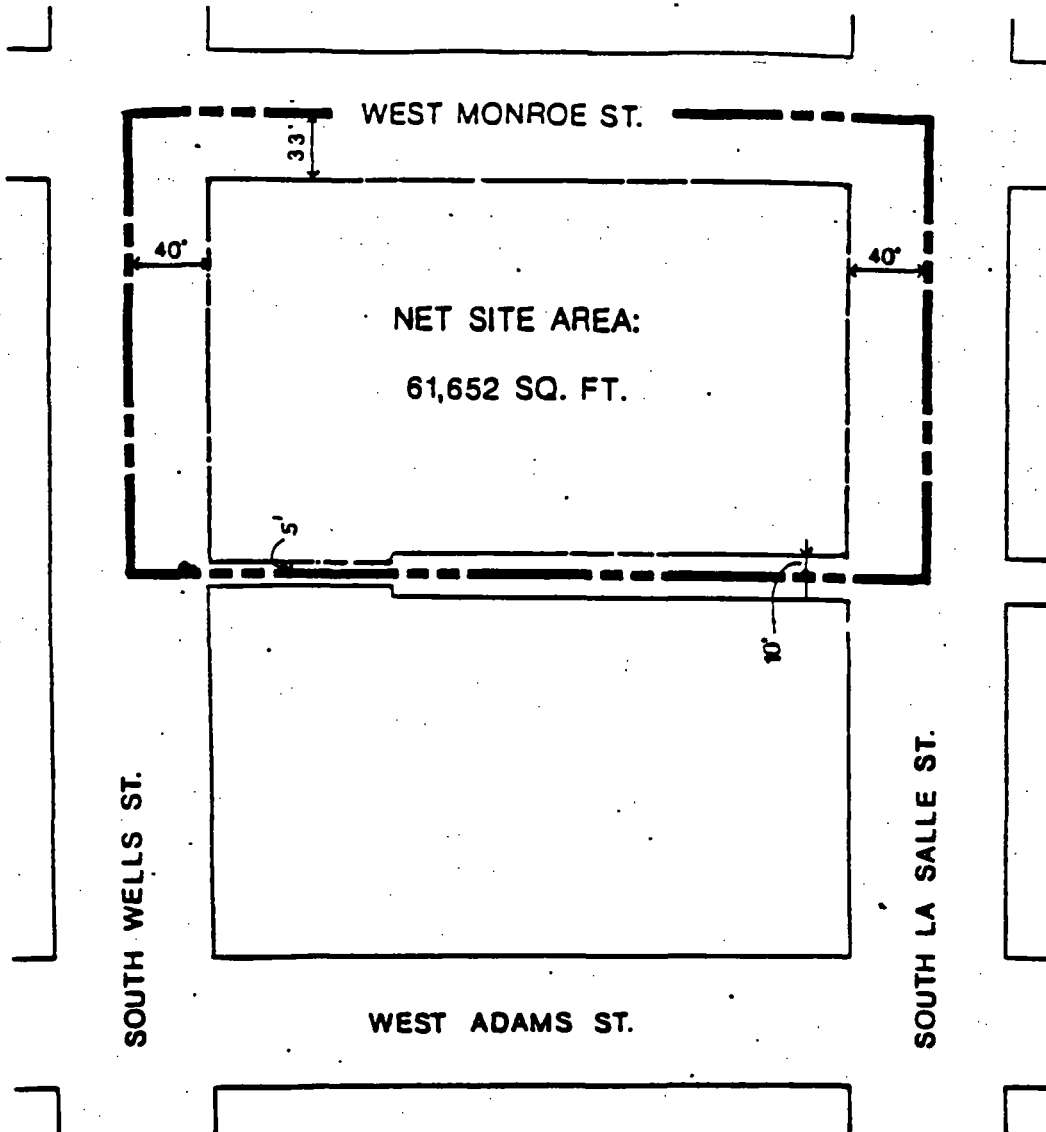 WEST MONROE ST.
33'
40'
40'
NET SITE AREA:
61,652 SQ. FT.
5'
10'
SOUTH WELLS ST.
SOUTH LA SALLE ST.
WEST ADAMS ST.